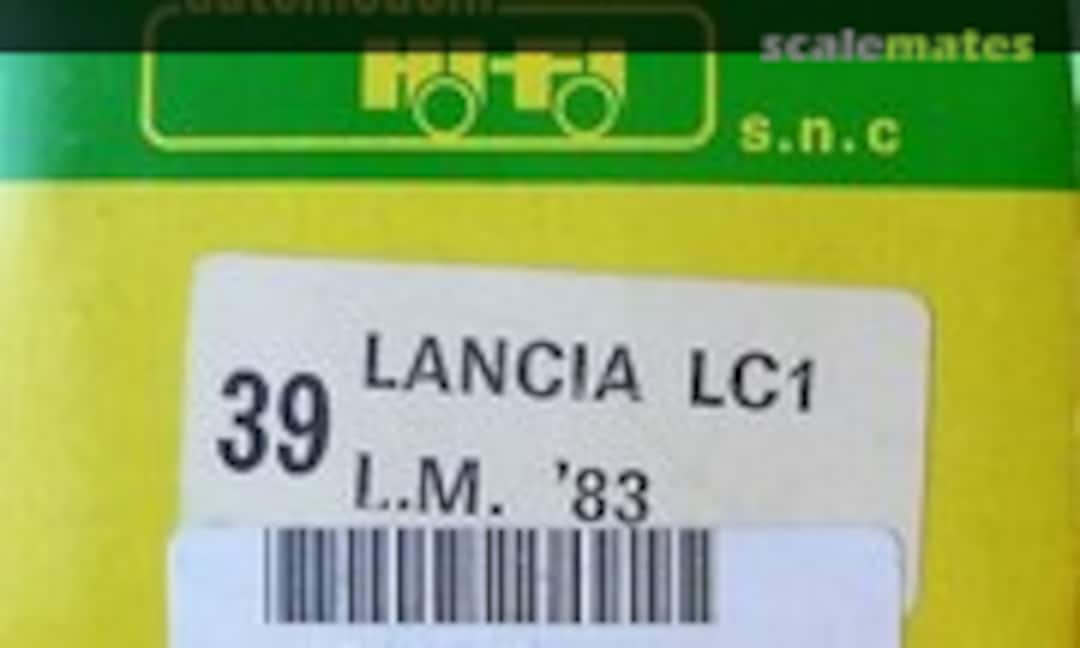 scalemates
s.n.c
39 LANCIA LC1
L.M. '83